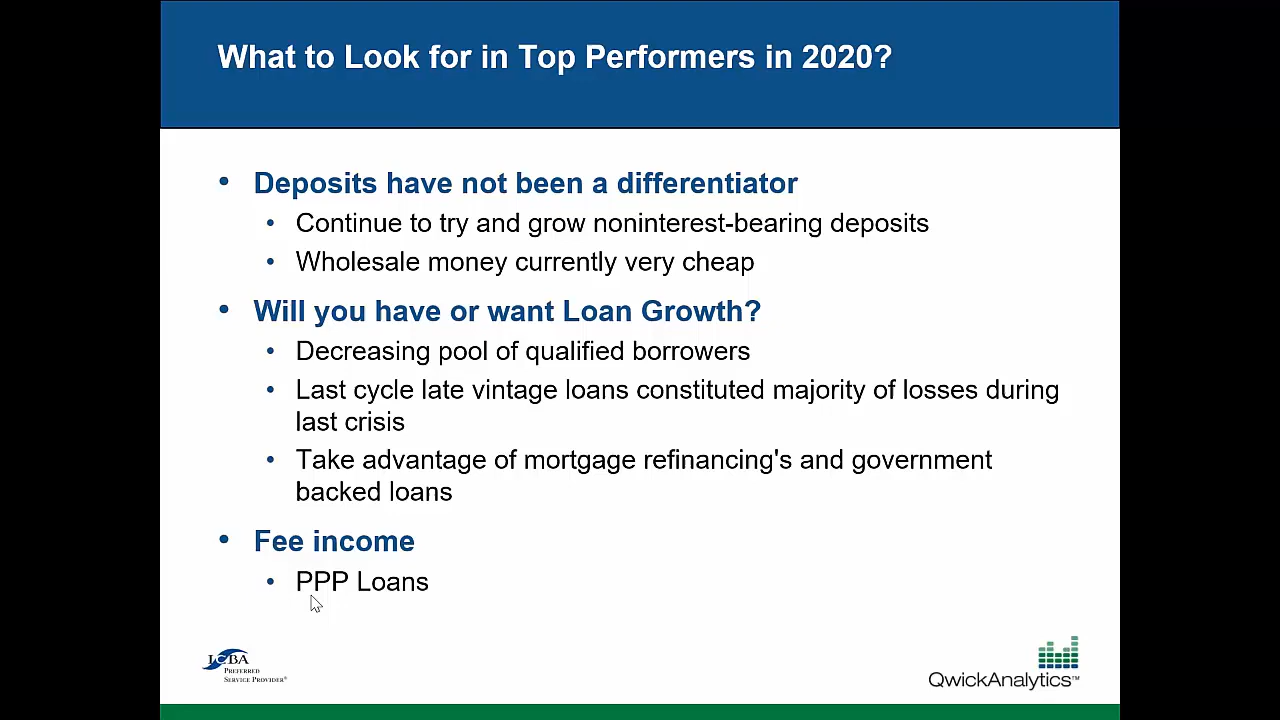 What to Look for in Top Performers in 2020?
• Deposits have not been a differentiator
• Continue to try and grow noninterest-bearing deposits
• Wholesale money currently very cheap
• Will you have or want Loan Growth?
• Decreasing pool of qualified borrowers
• Last cycle late vintage loans constituted majority of losses during
last crisis
• Take advantage of mortgage refinancing's and government
backed loans
• Fee income
• PPP Loans
ICBA
PREFERRED
SERVICE PROVIDER®
QwickAnalytics™